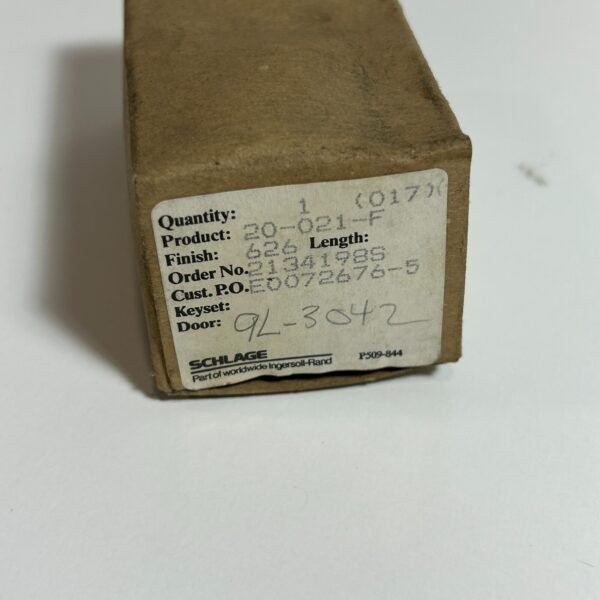 Quantity: 1 (017)
Product: 20-021-F
Finish: 626 Length:
Order No. 2134198S
Cust. P.O. E0072676-5
Keyset:
Door: 9L-3042
SCHLAGE P509-844
Part of worldwide Ingersoll-Rand